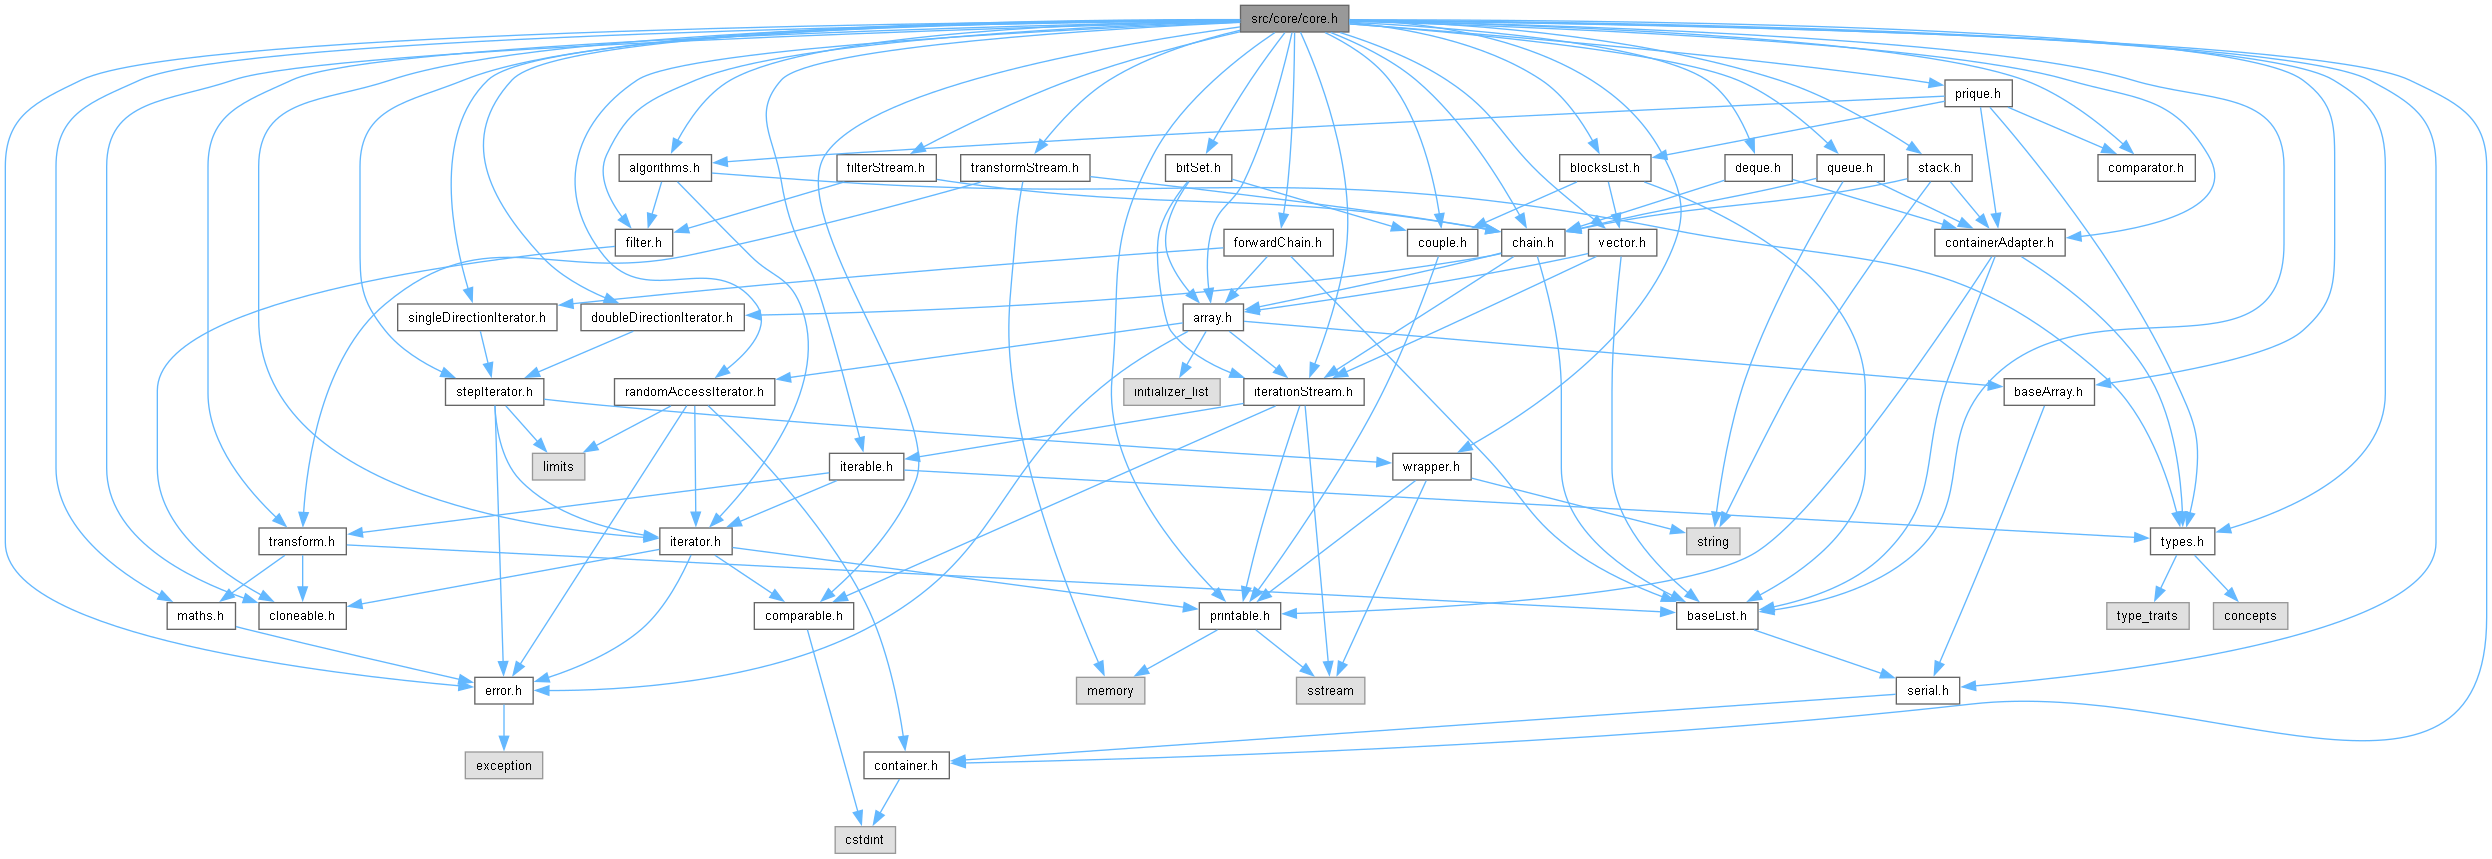 src/core/core.h
prique.h
algorithms.h
filterStream.h
transformStream.h
bitSet.h
blocksList.h
deque.h
queue.h
stack.h
comparator.h
filter.h
forwardChain.h
couple.h
chain.h
vector.h
containerAdapter.h
singleDirectionIterator.h
doubleDirectionIterator.h
array.h
stepIterator.h
randomAccessIterator.h
initializer_list
iterationStream.h
baseArray.h
limits
iterable.h
wrapper.h
transform.h
iterator.h
string
types.h
maths.h
cloneable.h
comparable.h
printable.h
baseList.h
type_traits
concepts
error.h
memory
sstream
serial.h
exception
container.h
cstdint